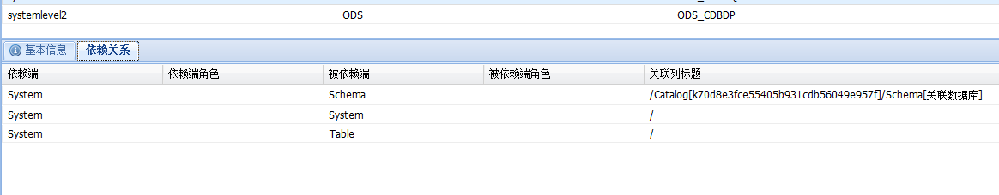 systemlevel2 ODS ODS_CDBDP
基本信息 依赖关系
依赖端 依赖端角色 被依赖端 被依赖端角色 关联列标题
System Schema /Catalog[k70d8e3fce55405b931cdb56049e957f]/Schema[关联数据库]
System System /
System Table /